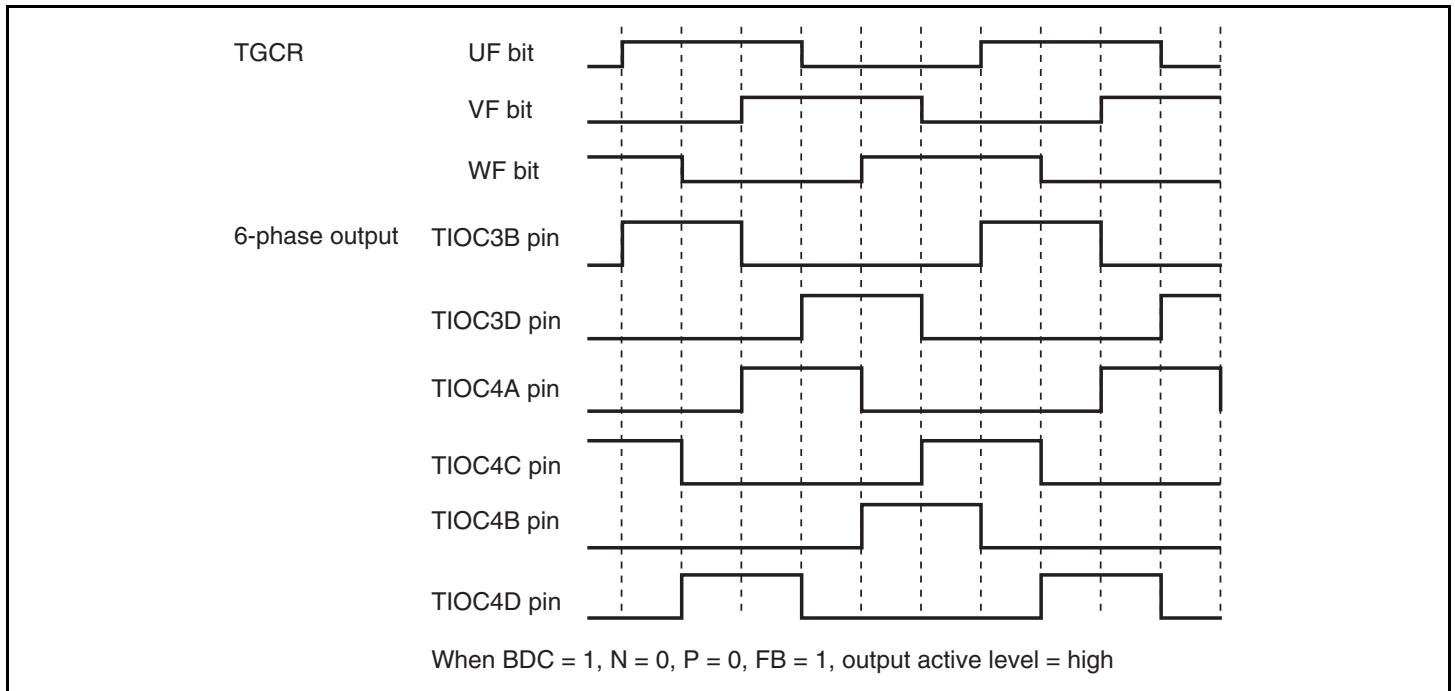 TGCR UF bit
VF bit
WF bit
6-phase output TIOC3B pin
TIOC3D pin
TIOC4A pin
TIOC4C pin
TIOC4B pin
TIOC4D pin
When BDC = 1, N = 0, P = 0, FB = 1, output active level = high